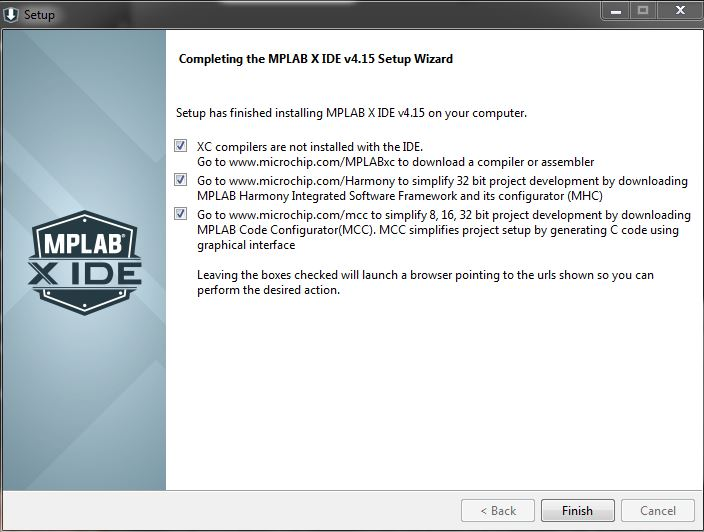 Setup
Completing the MPLAB X IDE v4.15 Setup Wizard
Setup has finished installing MPLAB X IDE v4.15 on your computer.
XC compilers are not installed with the IDE.
Go to www.microchip.com/MPLABxc to download a compiler or assembler
Go to www.microchip.com/Harmony to simplify 32 bit project development by downloading
MPLAB Harmony Integrated Software Framework and its configurator (MHC)
Go to www.microchip.com/mcc to simplify 8, 16, 32 bit project development by downloading
MPLAB Code Configurator(MCC). MCC simplifies project setup by generating C code using
graphical interface
Leaving the boxes checked will launch a browser pointing to the urls shown so you can
perform the desired action.
MPLAB®
X IDE
< Back
Finish
Cancel